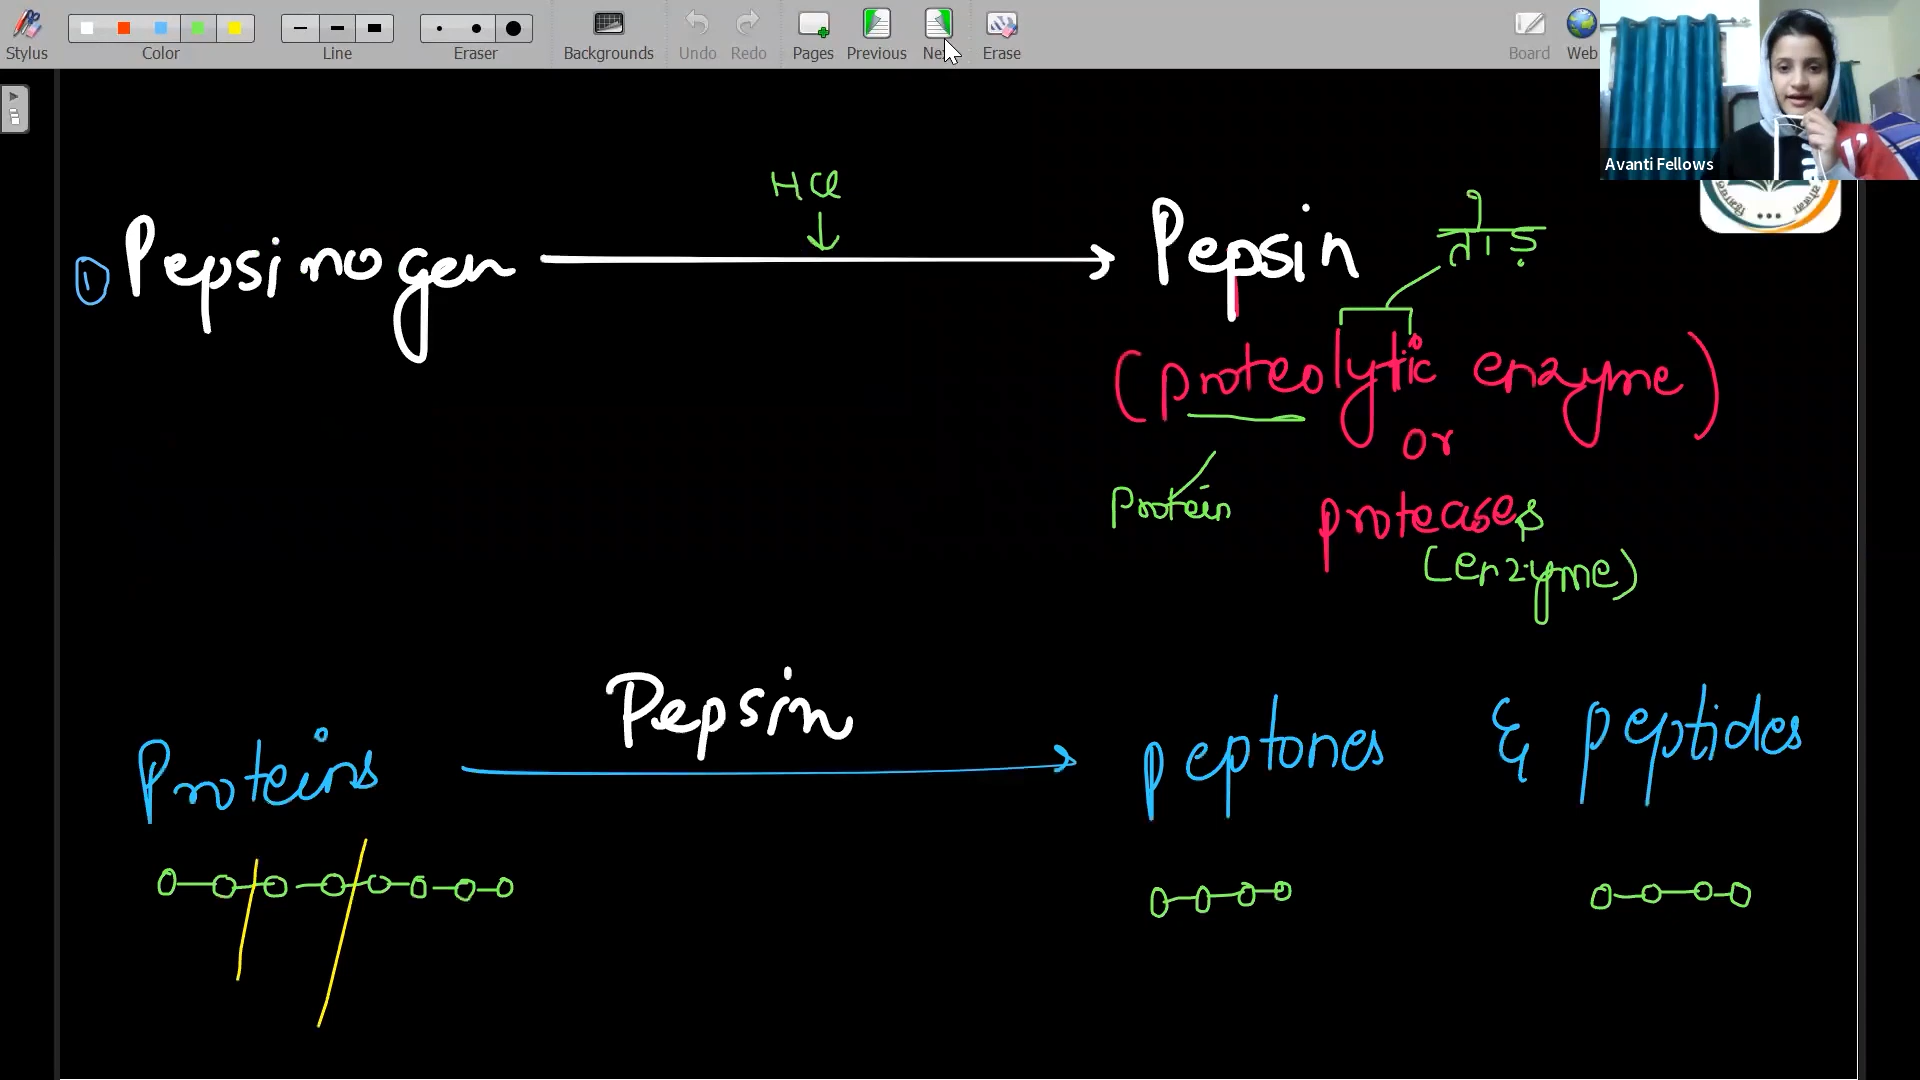 Stylus Color Line Eraser Backgrounds Undo Redo Pages Previous Next Erase Board Web
Avanti Fellows
HCl
① Pepsinogen Pepsin
(proteolytic enzyme)
or
Protein proteases
(enzyme)
Pepsin
Proteins peptones & peptides